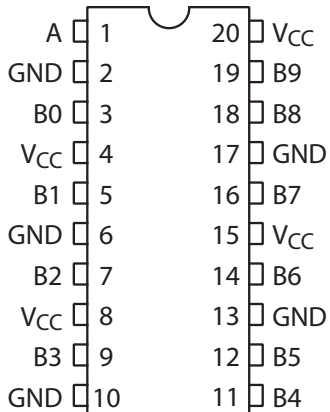 A 1 20 VCC
GND 2 19 B9
B0 3 18 B8
VCC 4 17 GND
B1 5 16 B7
GND 6 15 VCC
B2 7 14 B6
VCC 8 13 GND
B3 9 12 B5
GND 10 11 B4